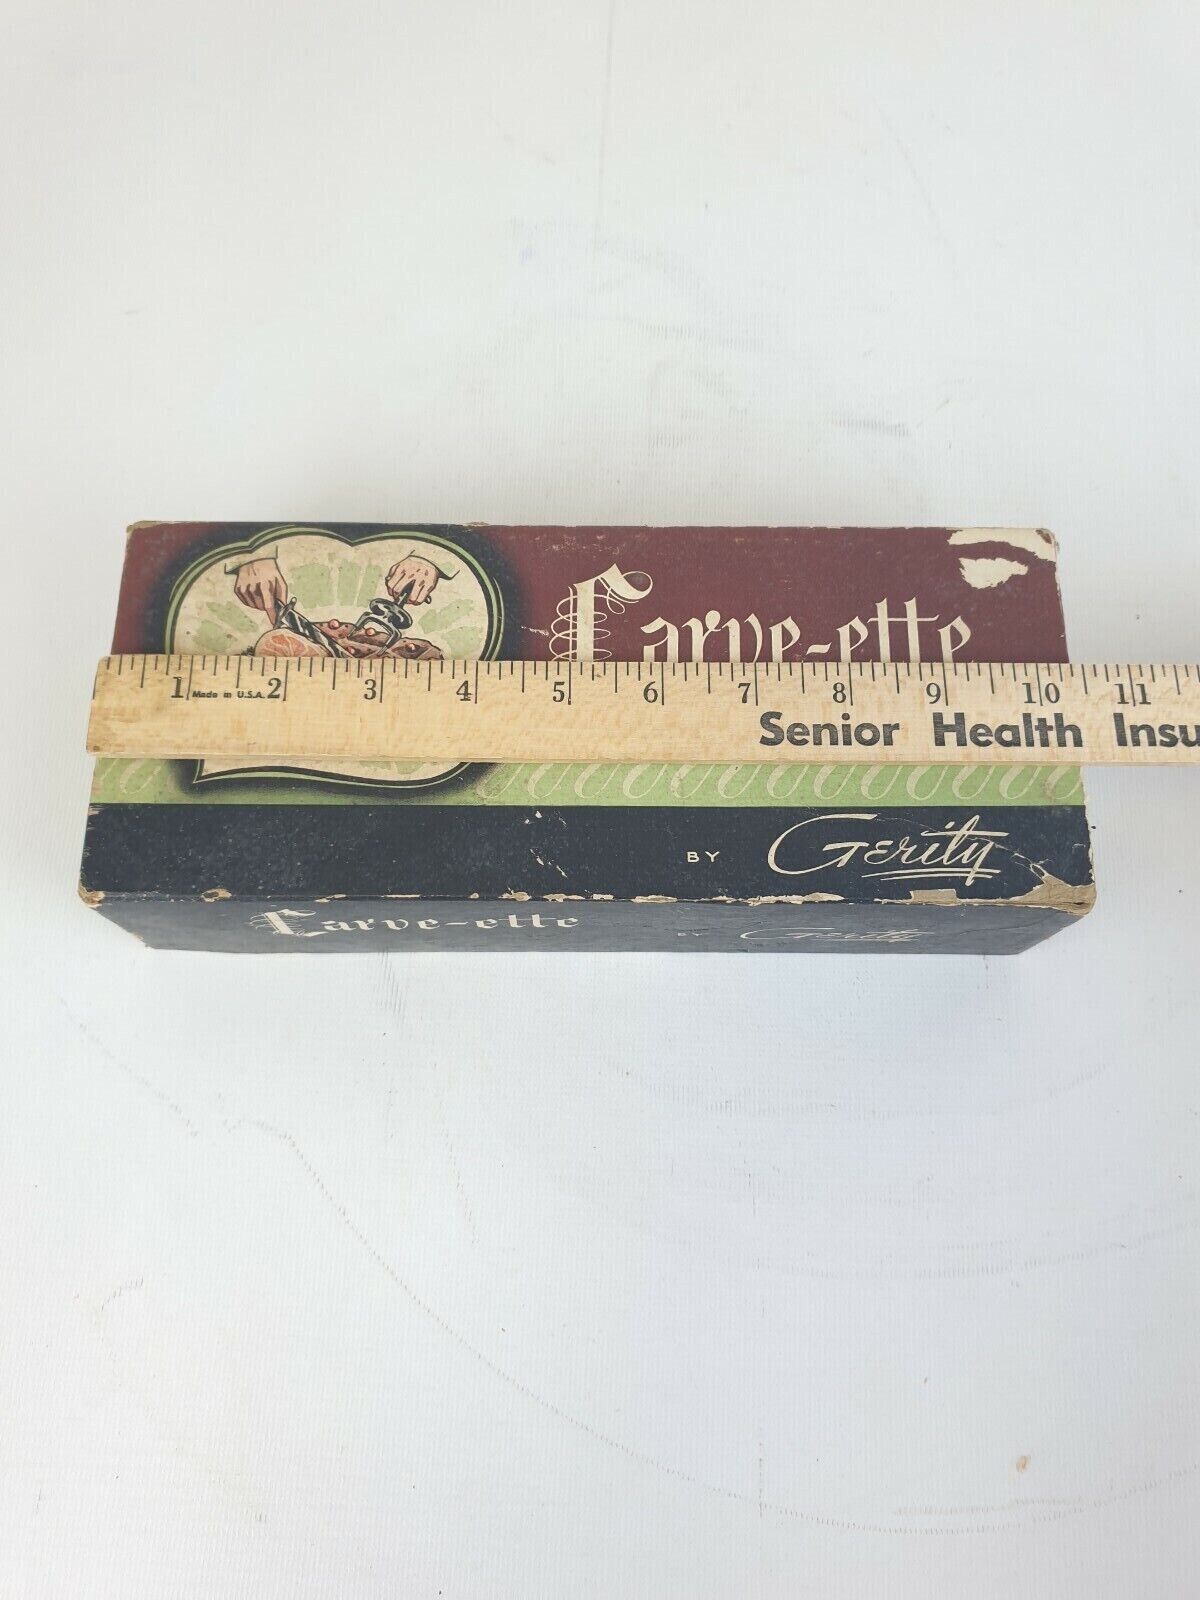 Carve-ette
1 Made in U.S.A. 2 3 4 5 6 7 8 9 10 11
Senior Health Insu
BY Gerity
Carve-ette BY Gerity